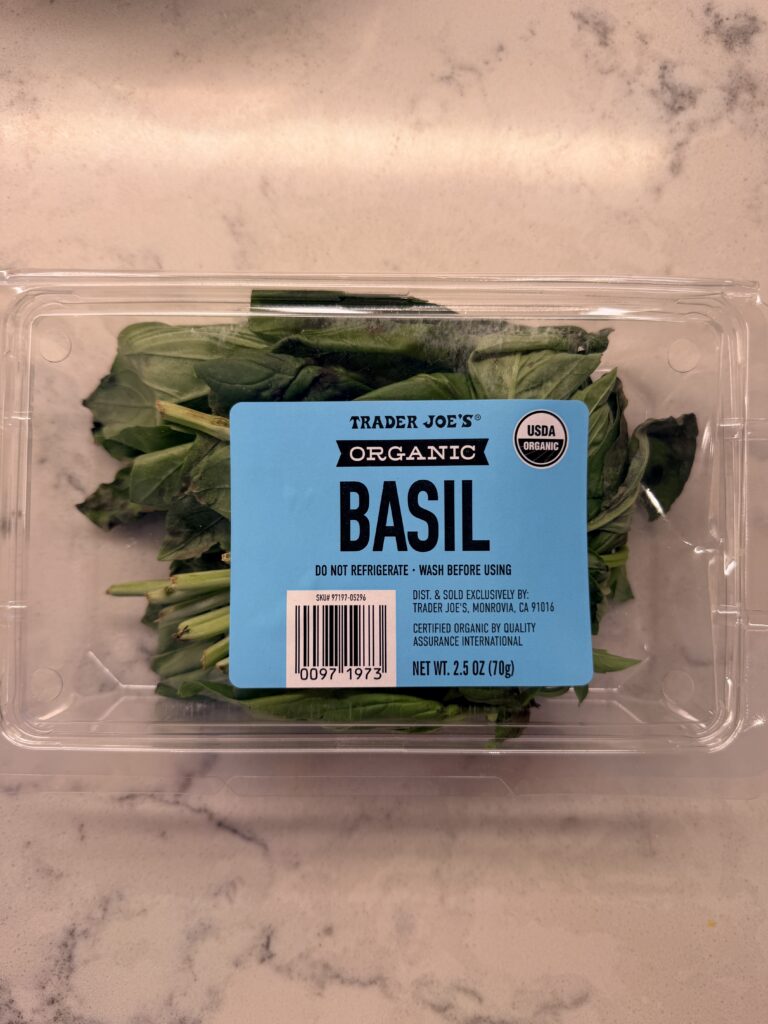 TRADER JOE'S®
ORGANIC
USDA
ORGANIC
BASIL
DO NOT REFRIGERATE • WASH BEFORE USING
SKU# 97197-05296
0097 1973
DIST. & SOLD EXCLUSIVELY BY:
TRADER JOE'S, MONROVIA, CA 91016
CERTIFIED ORGANIC BY QUALITY
ASSURANCE INTERNATIONAL
NET WT. 2.5 OZ (70g)